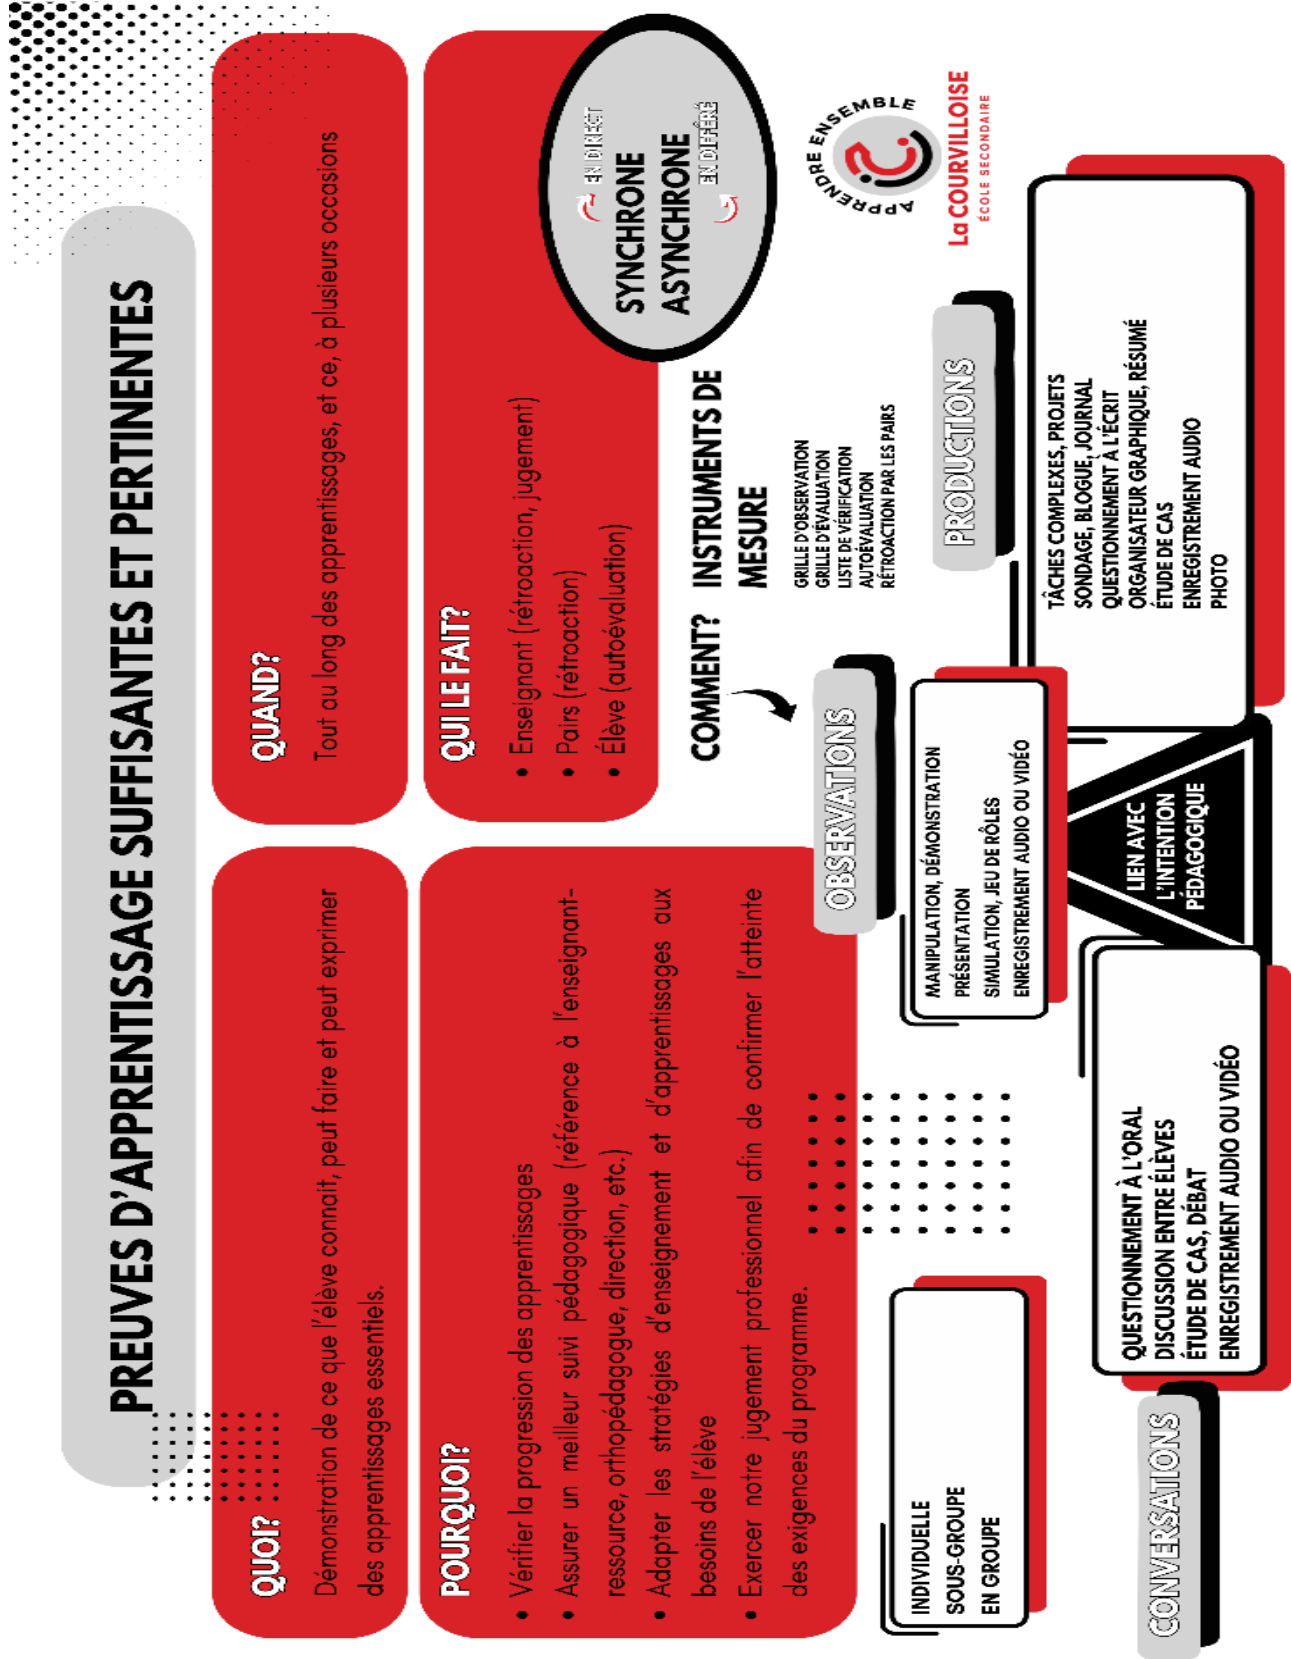 PREUVES D'APPRENTISSAGE SUFFISANTES ET PERTINENTES
QUOI?
Démonstration de ce que l'élève connait, peut faire et peut exprimer
des apprentissages essentiels.
QUAND?
Tout au long des apprentissages, et ce, à plusieurs occasions
POURQUOI?
• Vérifier la progression des apprentissages
• Assurer un meilleur suivi pédagogique (référence à l'enseignant-
ressource, orthopédagogue, direction, etc.)
• Adapter les stratégies d'enseignement et d'apprentissages aux
besoins de l'élève
• Exercer notre jugement professionnel afin de confirmer l'atteinte
des exigences du programme.
QUI LE FAIT?
• Enseignant (rétroaction, jugement)
• Pairs (rétroaction)
• Élève (autoévaluation)
EN DIRECT
SYNCHRONE
ASYNCHRONE
EN DIFFÉRÉ
COMMENT?
INSTRUMENTS DE
MESURE
GRILLE D'OBSERVATION
GRILLE D'ÉVALUATION
LISTE DE VÉRIFICATION
AUTOÉVALUATION
RÉTROACTION PAR LES PAIRS
APPRENDRE ENSEMBLE
La COURVILLOISE
ÉCOLE SECONDAIRE
INDIVIDUELLE
SOUS-GROUPE
EN GROUPE
OBSERVATIONS
MANIPULATION, DÉMONSTRATION
PRÉSENTATION
SIMULATION, JEU DE RÔLES
ENREGISTREMENT AUDIO OU VIDÉO
PRODUCTIONS
TÂCHES COMPLEXES, PROJETS
SONDAGE, BLOGUE, JOURNAL
QUESTIONNEMENT À L'ÉCRIT
ORGANISATEUR GRAPHIQUE, RÉSUMÉ
ÉTUDE DE CAS
ENREGISTREMENT AUDIO
PHOTO
CONVERSATIONS
QUESTIONNEMENT À L'ORAL
DISCUSSION ENTRE ÉLÈVES
ÉTUDE DE CAS, DÉBAT
ENREGISTREMENT AUDIO OU VIDÉO
LIEN AVEC
L'INTENTION
PÉDAGOGIQUE